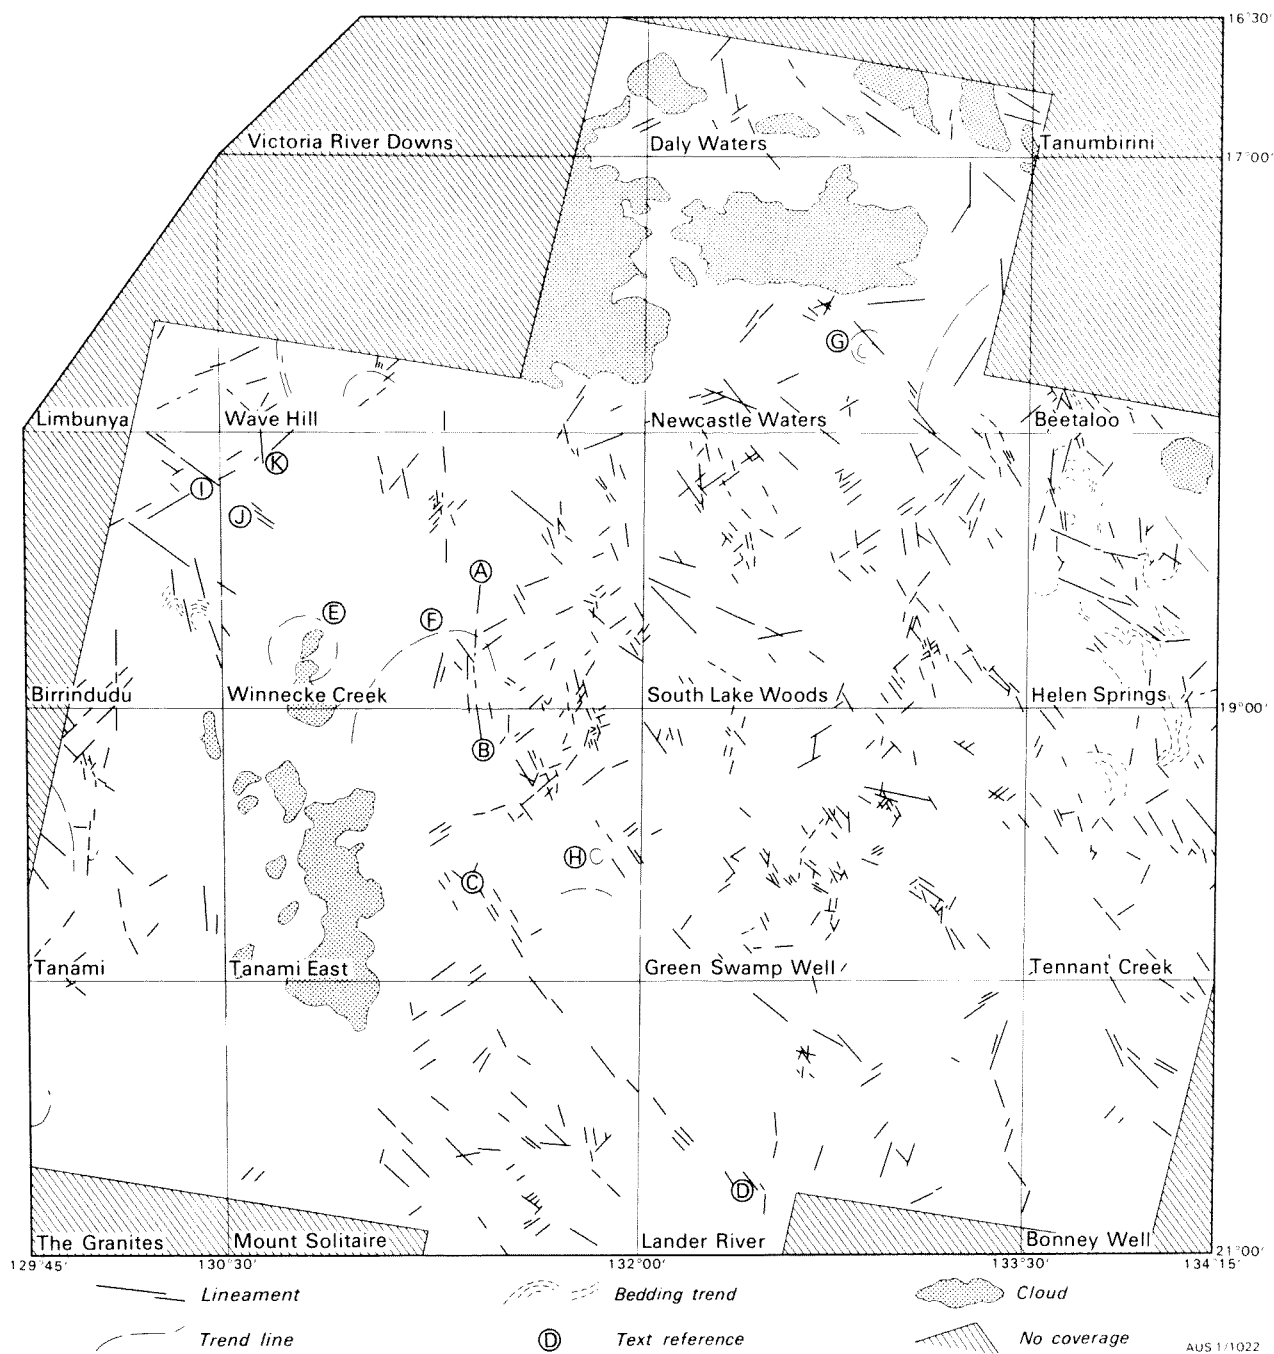 16°30'
Victoria River Downs
Daly Waters
Tanumbirini
17°00'
G
Limbunya
Wave Hill
Newcastle Waters
Beetaloo
K
I
J
A
E
F
Birrindudu
Winnecke Creek
South Lake Woods
Helen Springs
19°00'
B
H
C
Tanami
Tanami East
Green Swamp Well
Tennant Creek
D
The Granites
Mount Solitaire
Lander River
Bonney Well
21°00'
129°45'
130°30'
132°00'
133°30'
134°15'
Lineament
Bedding trend
Cloud
Trend line
D
Text reference
No coverage
AUS 1/1022